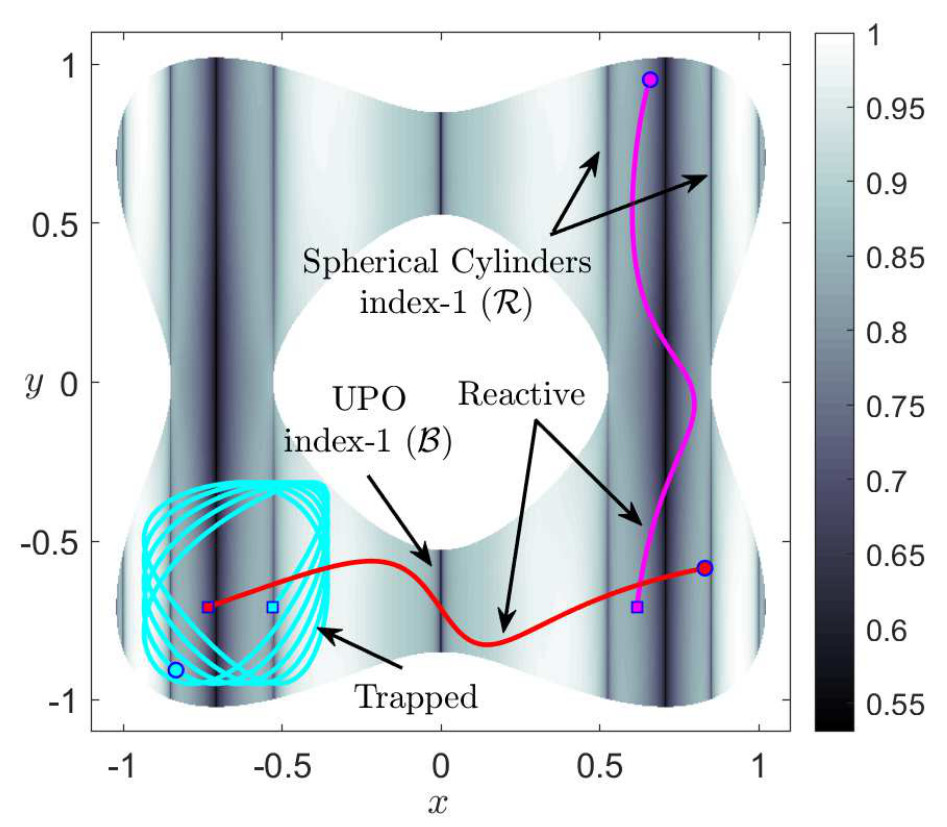 1
0.5
y 0
-0.5
-1
-1 -0.5 0 0.5 1
x
Spherical Cylinders
index-1 (ℛ)
UPO
index-1 (ℬ)
Reactive
Trapped
1
0.95
0.9
0.85
0.8
0.75
0.7
0.65
0.6
0.55